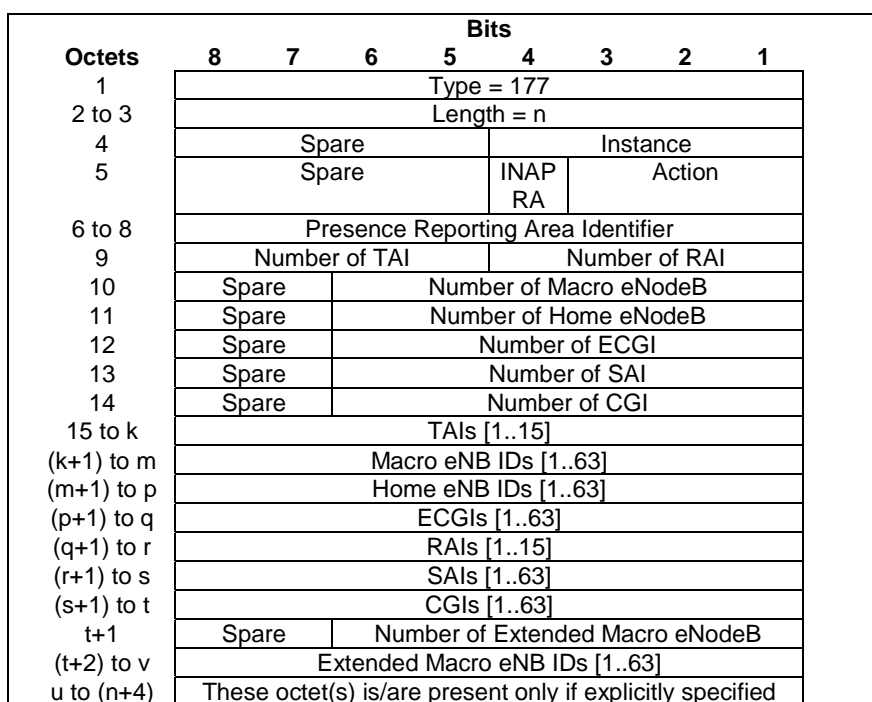 Bits
Octets 8 7 6 5 4 3 2 1
1 Type = 177
2 to 3 Length = n
4 Spare Instance
5 Spare INAP Action
RA
6 to 8 Presence Reporting Area Identifier
9 Number of TAI Number of RAI
10 Spare Number of Macro eNodeB
11 Spare Number of Home eNodeB
12 Spare Number of ECGI
13 Spare Number of SAI
14 Spare Number of CGI
15 to k TAIs [1..15]
(k+1) to m Macro eNB IDs [1..63]
(m+1) to p Home eNB IDs [1..63]
(p+1) to q ECGIs [1..63]
(q+1) to r RAIs [1..15]
(r+1) to s SAIs [1..63]
(s+1) to t CGIs [1..63]
t+1 Spare Number of Extended Macro eNodeB
(t+2) to v Extended Macro eNB IDs [1..63]
u to (n+4) These octet(s) is/are present only if explicitly specified